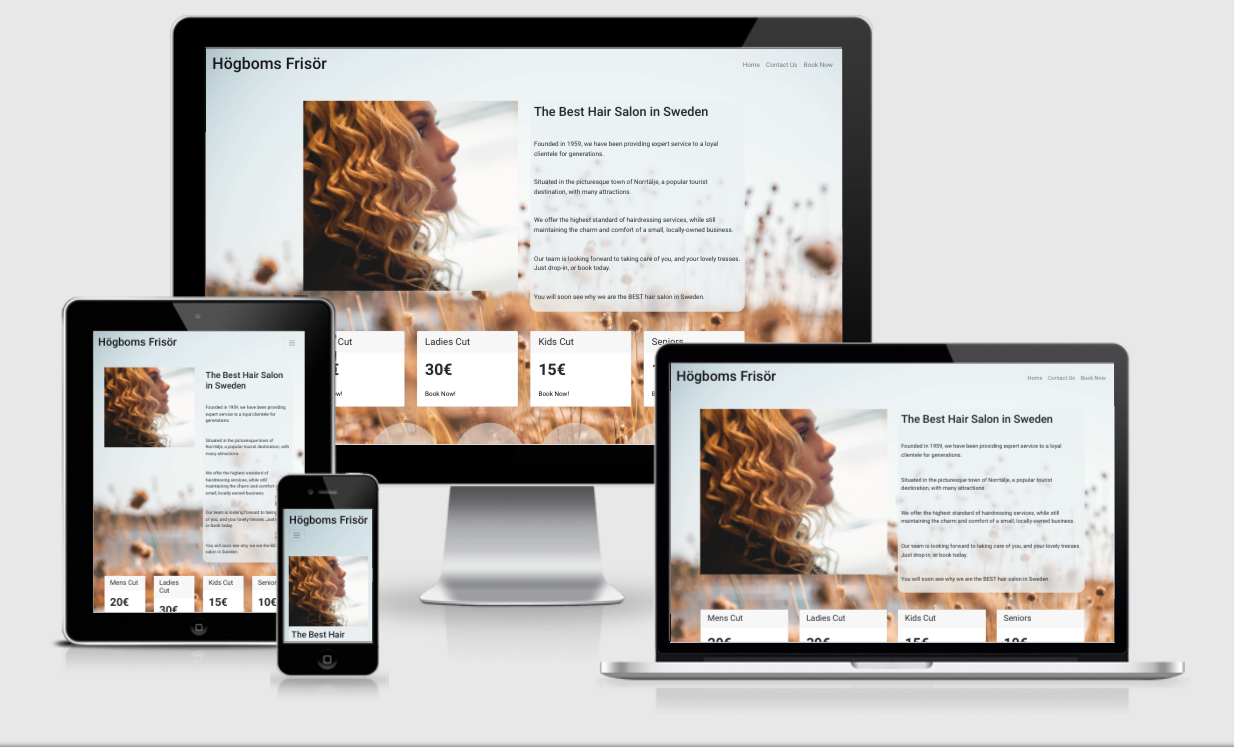 Högboms Frisör
Home Contact Us Book Now
The Best Hair Salon in Sweden
Founded in 1959, we have been providing expert service to a loyal
clientele for generations.
Situated in the picturesque town of Norrtälje, a popular tourist
destination, with many attractions.
We offer the highest standard of hairdressing services, while still
maintaining the charm and comfort of a small, locally-owned business.
Our team is looking forward to taking care of you, and your lovely tresses.
Just drop-in, or book today.
You will soon see why we are the BEST hair salon in Sweden.
Cut
Ladies Cut
30€
Book Now!
Kids Cut
15€
Book Now!
Seniors
Högboms Frisör
The Best Hair Salon
in Sweden
Founded in 1959, we have been providing
expert service to a loyal clientele for
generations.
Situated in the picturesque town of
Norrtälje, a popular tourist destination, with
many attractions.
We offer the highest standard of
hairdressing services, while still
maintaining the charm and comfort
small, locally-owned business.
Our team is looking forward to taking
of you, and your lovely tresses. Just
or book today.
You will soon see why we are the
salon in Sweden.
Mens Cut
20€
Ladies
Cut
30€
Kids Cut
15€
Senior
10€
Högboms Frisör
The Best Hair
Högboms Frisör
Home Contact Us Book Now
The Best Hair Salon in Sweden
Founded in 1959, we have been providing expert service to a loyal
clientele for generations.
Situated in the picturesque town of Norrtälje, a popular tourist
destination, with many attractions.
We offer the highest standard of hairdressing services, while still
maintaining the charm and comfort of a small, locally-owned business.
Our team is looking forward to taking care of you, and your lovely tresses.
Just drop-in, or book today.
You will soon see why we are the BEST hair salon in Sweden.
Mens Cut
20€
Ladies Cut
30€
Kids Cut
15€
Seniors
10€